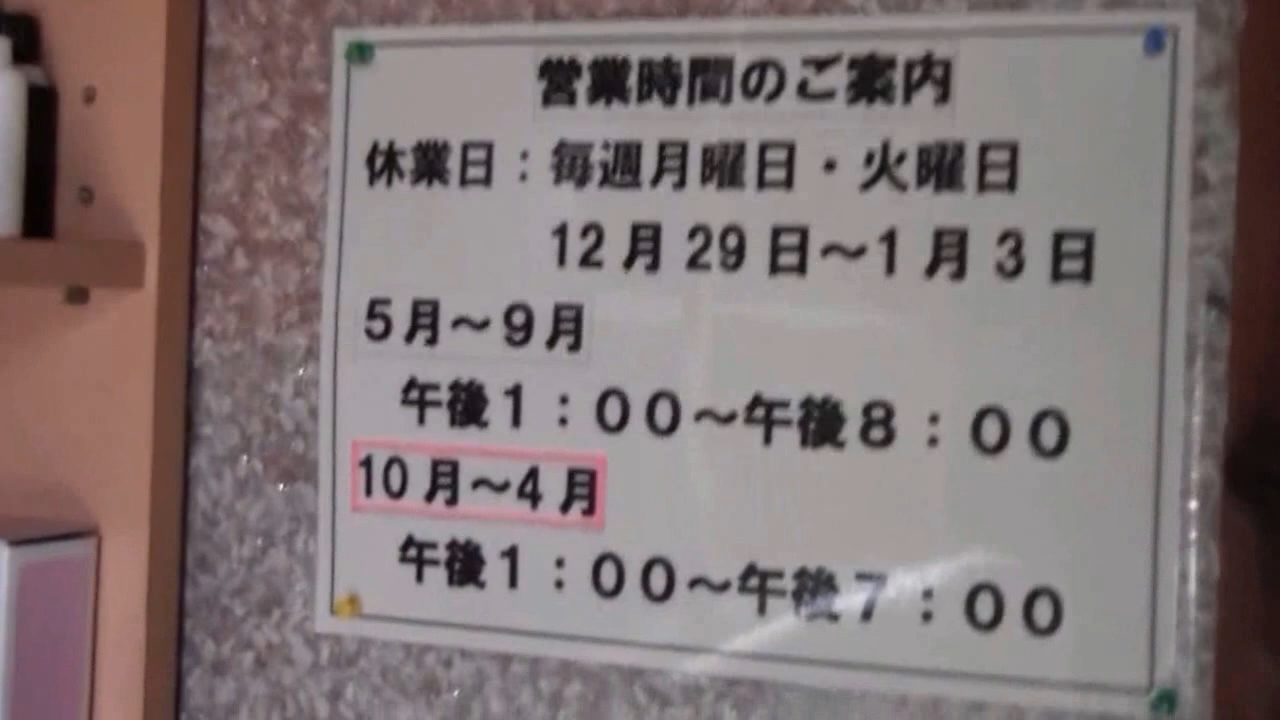 営業時間のご案内
休業日：毎週月曜日・火曜日
12月29日～1月3日
5月～9月
午後1：00～午後8：00
10月～4月
午後1：00～午後7：00